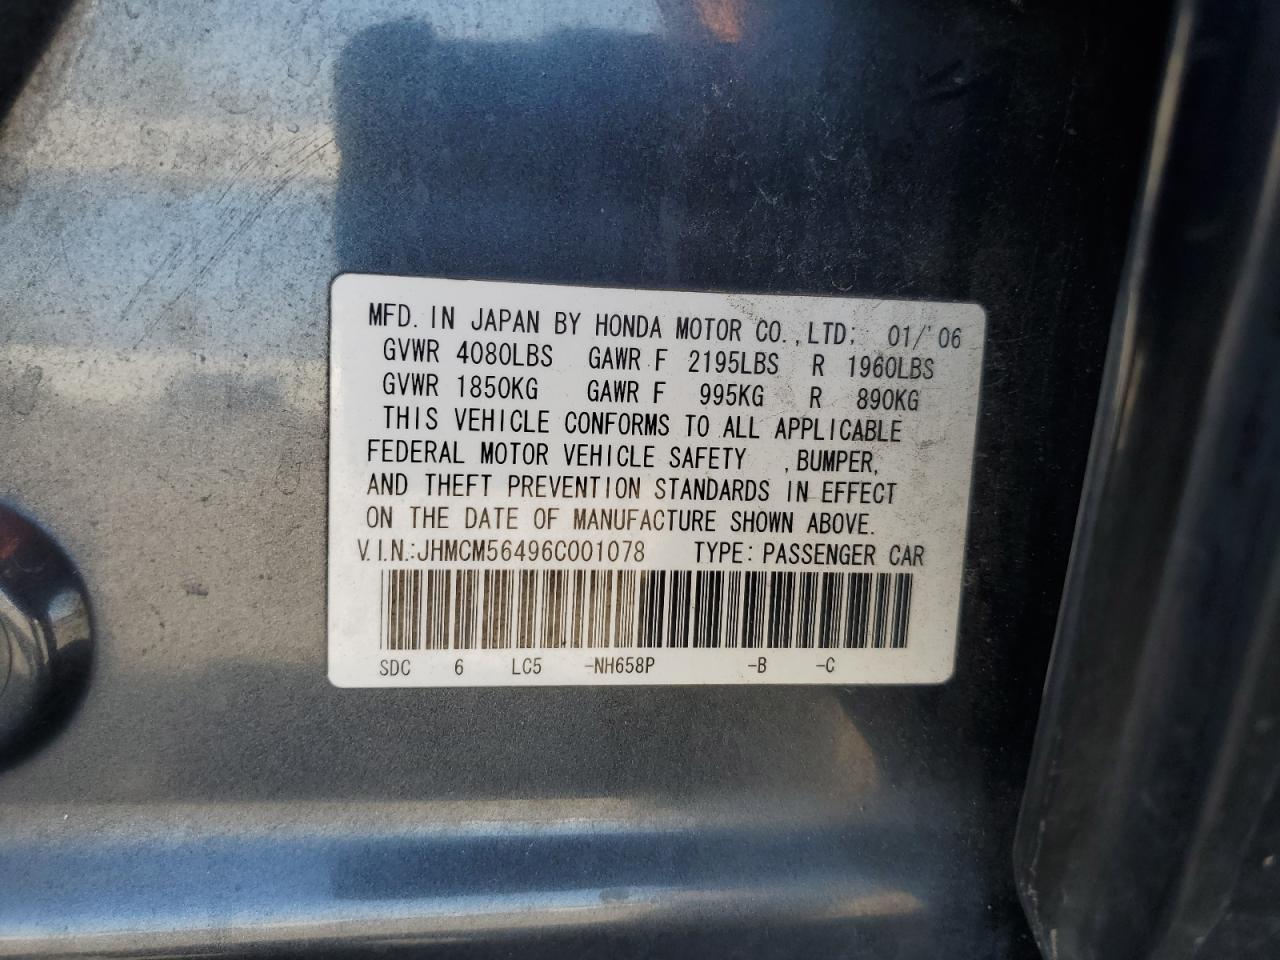 MFD. IN JAPAN BY HONDA MOTOR CO.,LTD; 01/'06
GVWR 4080LBS GAWR F 2195LBS R 1960LBS
GVWR 1850KG GAWR F 995KG R 890KG
THIS VEHICLE CONFORMS TO ALL APPLICABLE
FEDERAL MOTOR VEHICLE SAFETY ,BUMPER,
AND THEFT PREVENTION STANDARDS IN EFFECT
ON THE DATE OF MANUFACTURE SHOWN ABOVE.
V.I.N.:JHMCM56496C001078 TYPE: PASSENGER CAR
SDC 6 LC5 -NH658P -B -C